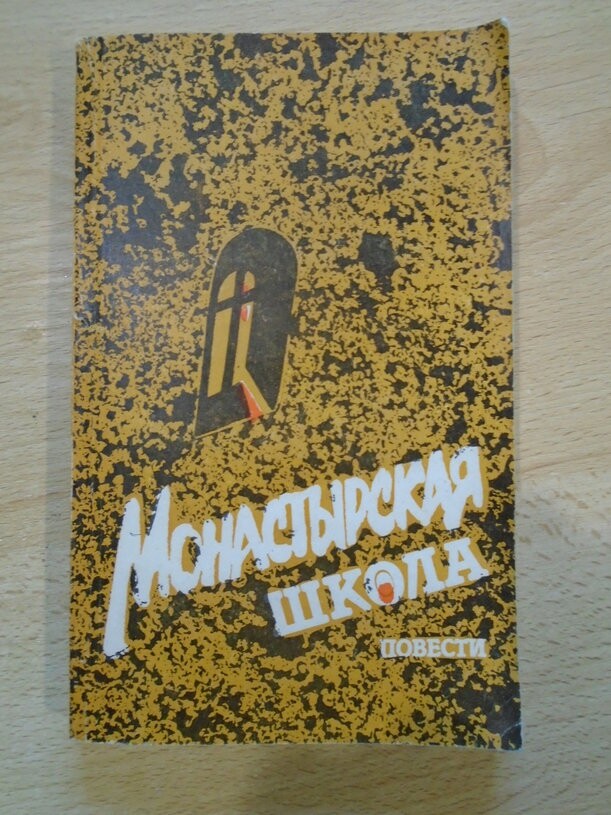 Монастырская
школа
повести